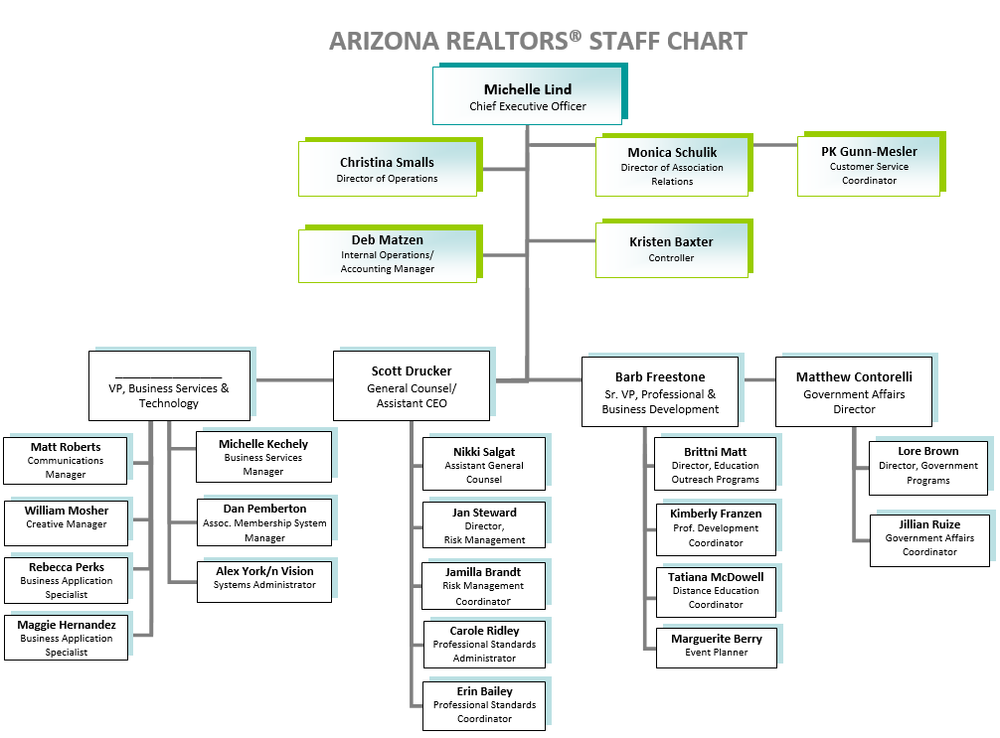 ARIZONA REALTORS® STAFF CHART
Michelle Lind
Chief Executive Officer
Christina Smalls
Director of Operations
Monica Schulik
Director of Association
Relations
PK Gunn-Mesler
Customer Service
Coordinator
Deb Matzen
Internal Operations/
Accounting Manager
Kristen Baxter
Controller
VP, Business Services &
Technology
Scott Drucker
General Counsel/
Assistant CEO
Barb Freestone
Sr. VP, Professional &
Business Development
Matthew Contorelli
Government Affairs
Director
Matt Roberts
Communications
Manager
William Mosher
Creative Manager
Rebecca Perks
Business Application
Specialist
Maggie Hernandez
Business Application
Specialist
Michelle Kechely
Business Services
Manager
Dan Pemberton
Assoc. Membership System
Manager
Alex York/n Vision
Systems Administrator
Nikki Salgat
Assistant General
Counsel
Jan Steward
Director,
Risk Management
Jamilla Brandt
Risk Management
Coordinator
Carole Ridley
Professional Standards
Administrator
Erin Bailey
Professional Standards
Coordinator
Brittni Matt
Director, Education
Outreach Programs
Kimberly Franzen
Prof. Development
Coordinator
Tatiana McDowell
Distance Education
Coordinator
Marguerite Berry
Event Planner
Lore Brown
Director, Government
Programs
Jillian Ruize
Government Affairs
Coordinator